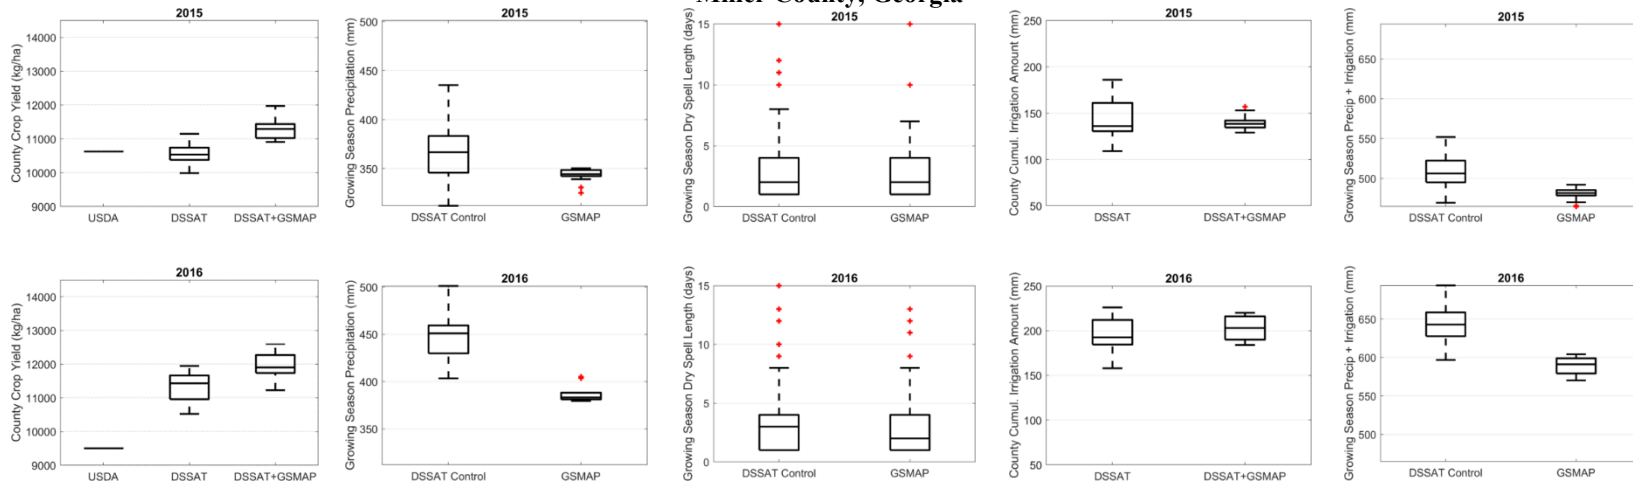 Miller County, Georgia
2015
County Crop Yield (kg/ha)
14000
13000
12000
11000
10000
9000
USDA
DSSAT
DSSAT+GSMAP
2015
Growing Season Precipitation (mm)
500
450
400
350
DSSAT Control
GSMAP
2015
Growing Season Dry Spell Length (days)
15
10
5
0
DSSAT Control
GSMAP
2015
County Cumul. Irrigation Amount (mm)
250
200
150
100
50
DSSAT
DSSAT+GSMAP
2015
Growing Season Precip + Irrigation (mm)
650
600
550
500
DSSAT Control
GSMAP
2016
County Crop Yield (kg/ha)
14000
13000
12000
11000
10000
9000
USDA
DSSAT
DSSAT+GSMAP
2016
Growing Season Precipitation (mm)
500
450
400
350
DSSAT Control
GSMAP
2016
Growing Season Dry Spell Length (days)
15
10
5
0
DSSAT Control
GSMAP
2016
County Cumul. Irrigation Amount (mm)
250
200
150
100
50
DSSAT
DSSAT+GSMAP
2016
Growing Season Precip + Irrigation (mm)
650
600
550
500
DSSAT Control
GSMAP